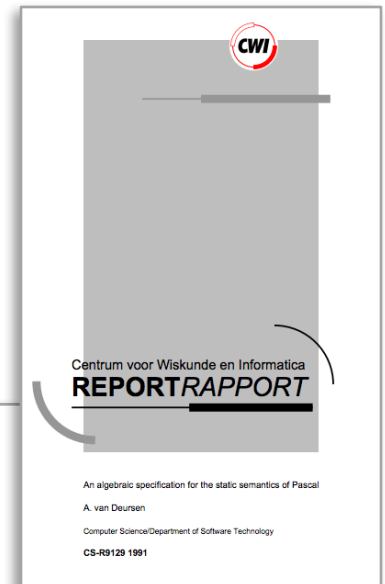 CWI
Centrum voor Wiskunde en Informatica
REPORTRAPPORT
An algebraic specification for the static semantics of Pascal
A. van Deursen
Computer Science/Department of Software Technology
CS-R9129 1991